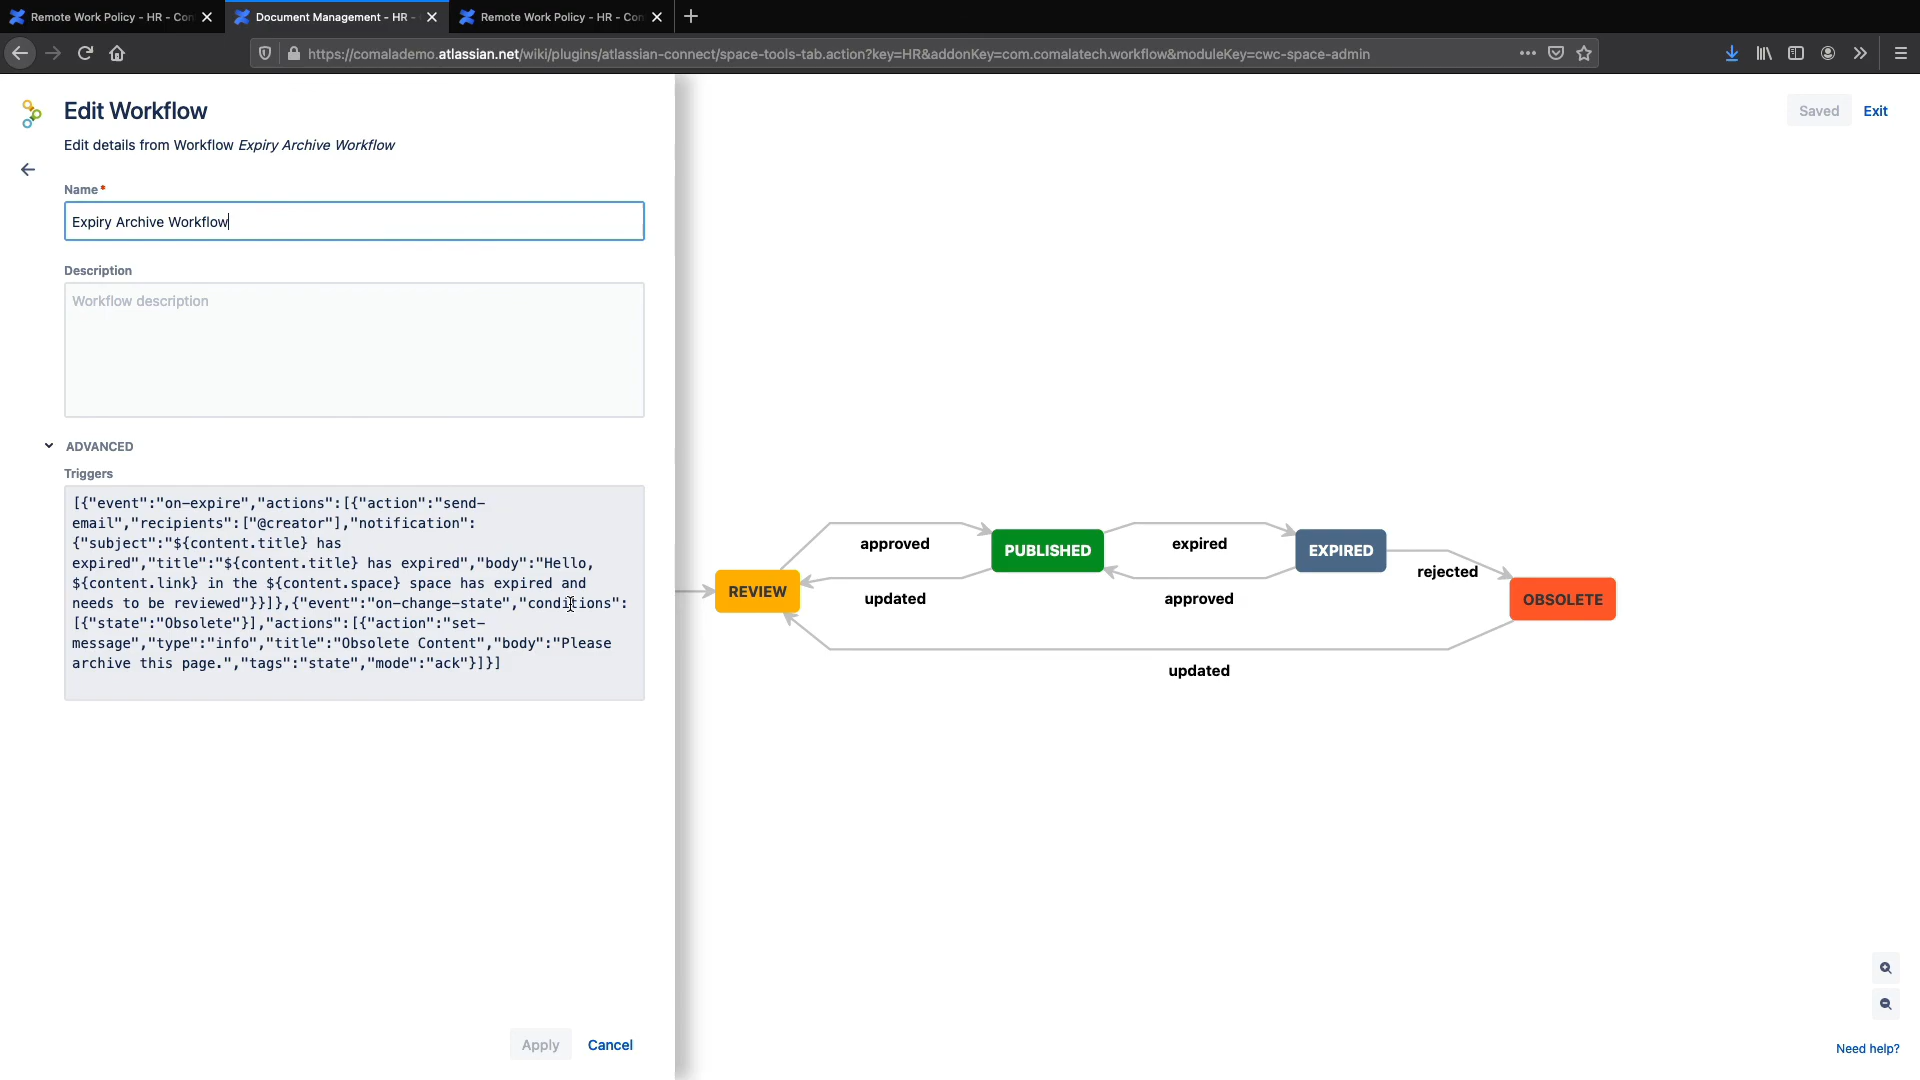 Remote Work Policy - HR - Con
Document Management - HR -
Remote Work Policy - HR - Con
https://comalademo.atlassian.net/wiki/plugins/atlassian-connect/space-tools-tab.action?key=HR&addonKey=com.comalatech.workflow&moduleKey=cwc-space-admin
Edit Workflow
Edit details from Workflow Expiry Archive Workflow
Saved
Exit
Name*
Expiry Archive Workflow
Description
Workflow description
ADVANCED
Triggers
[{"event":"on-expire","actions":[{"action":"send-
email","recipients":["@creator"],"notification":
{"subject":"${content.title} has
expired","title":"${content.title} has expired","body":"Hello,
${content.link} in the ${content.space} space has expired and
needs to be reviewed"}}]},{"event":"on-change-state","conditions":
[{"state":"Obsolete"}],"actions":[{"action":"set-
message","type":"info","title":"Obsolete Content","body":"Please
archive this page.","tags":"state","mode":"ack"}]}]
Apply
Cancel
REVIEW
approved
updated
PUBLISHED
expired
approved
EXPIRED
rejected
OBSOLETE
updated
Need help?